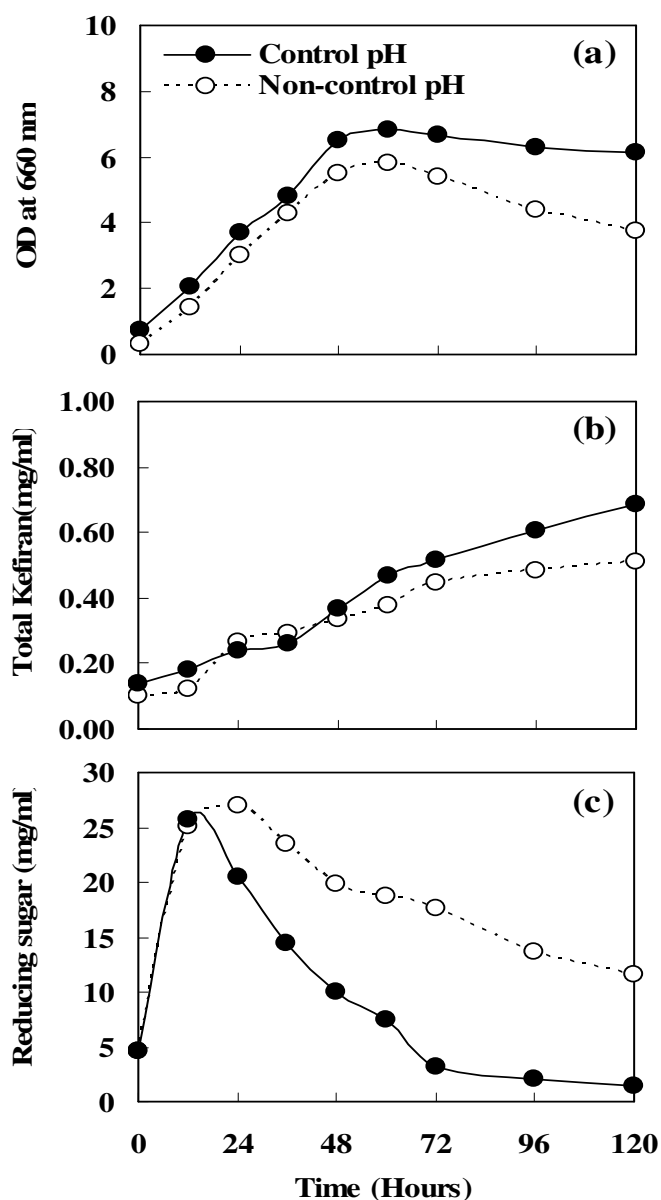 10
8
6
4
2
0
OD at 660 nm
Control pH
Non-control pH
(a)
1.00
0.80
0.60
0.40
0.20
0.00
Total Kefiran(mg/ml)
(b)
30
25
20
15
10
5
0
Reducing sugar (mg/ml)
(c)
0 24 48 72 96 120
Time (Hours)